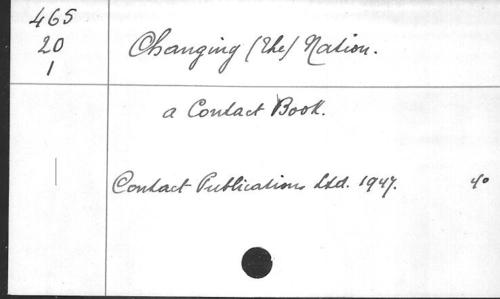 465
20
1
Changing (The) Nation.
a Contact Book.
Contact Publications Ltd. 1947. 4°